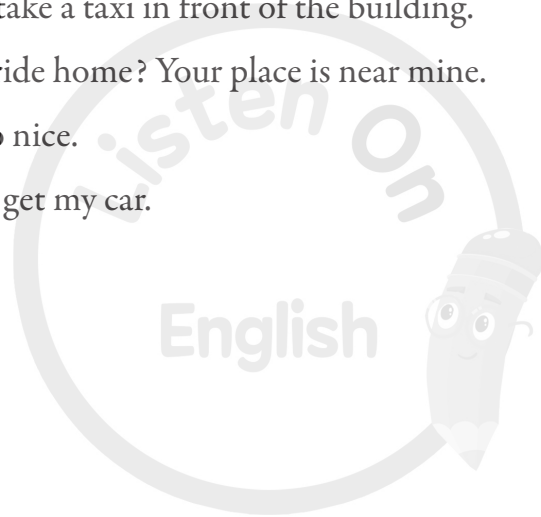 take a taxi in front of the building.
ride home? Your place is near mine.
nice.
get my car.
Listen On
English